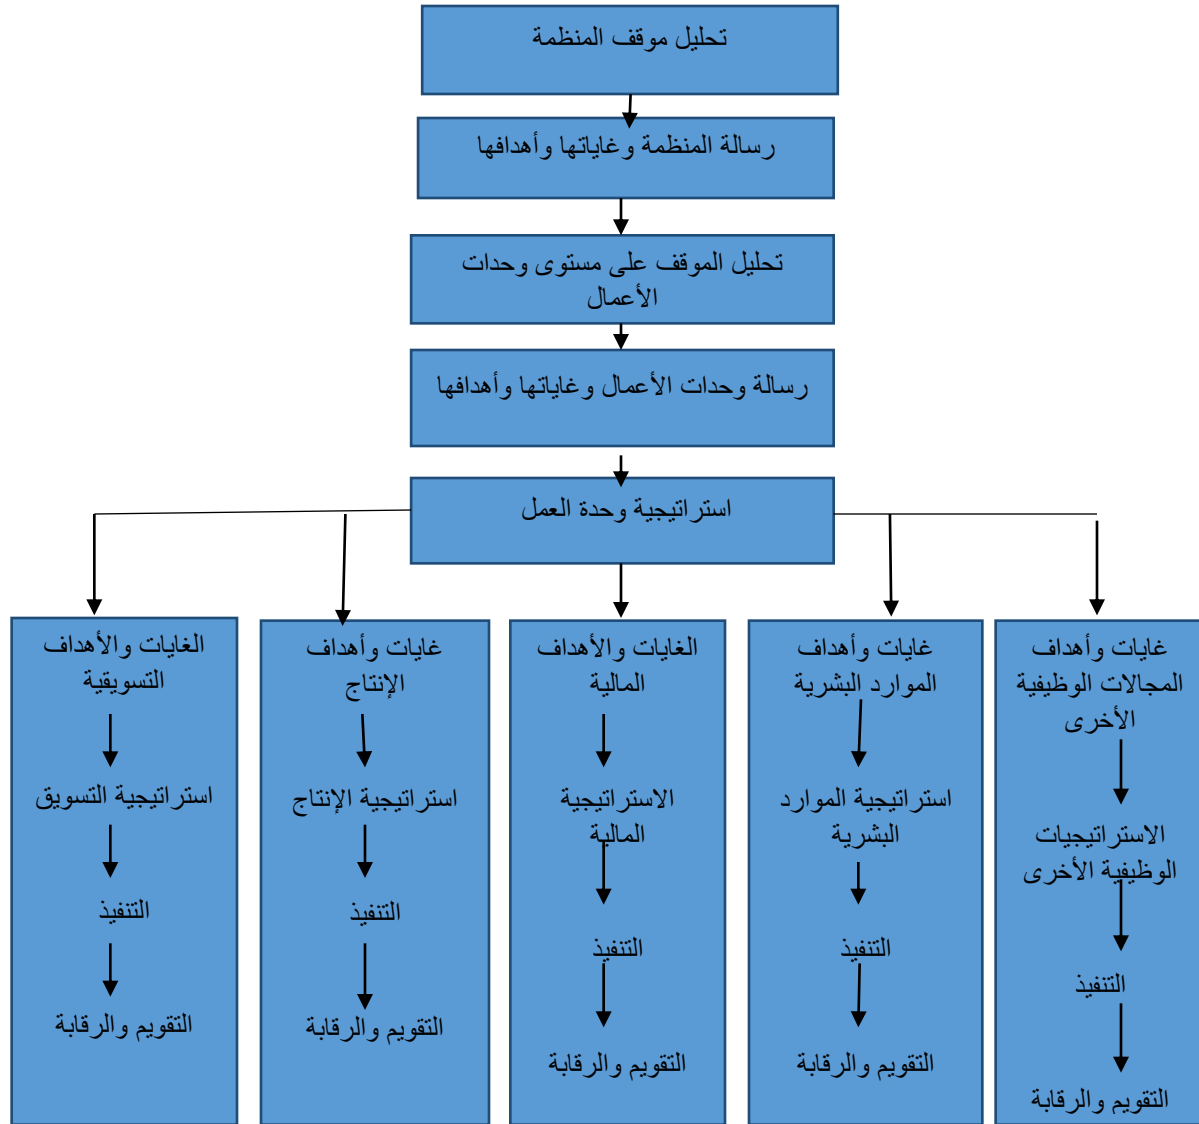 تحليل موقف المنظمة
رسالة المنظمة وغاياتها وأهدافها
تحليل الموقف على مستوى وحدات
الأعمال
رسالة وحدات الأعمال وغاياتها وأهدافها
استراتيجية وحدة العمل
غايات وأهداف
المجالات الوظيفية
الأخرى
الاستراتيجيات
الوظيفية الأخرى
التنفيذ
التقويم والرقابة
غايات وأهداف
الموارد البشرية
استراتيجية الموارد
البشرية
التنفيذ
التقويم والرقابة
الغايات والأهداف
المالية
الاستراتيجية
المالية
التنفيذ
التقويم والرقابة
غايات وأهداف
الإنتاج
استراتيجية الإنتاج
التنفيذ
التقويم والرقابة
الغايات والأهداف
التسويقية
استراتيجية التسويق
التنفيذ
التقويم والرقابة